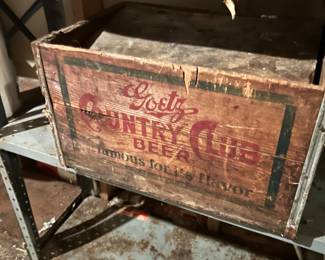 Goetz
COUNTRY CLUB
BEER
famous for its flavor